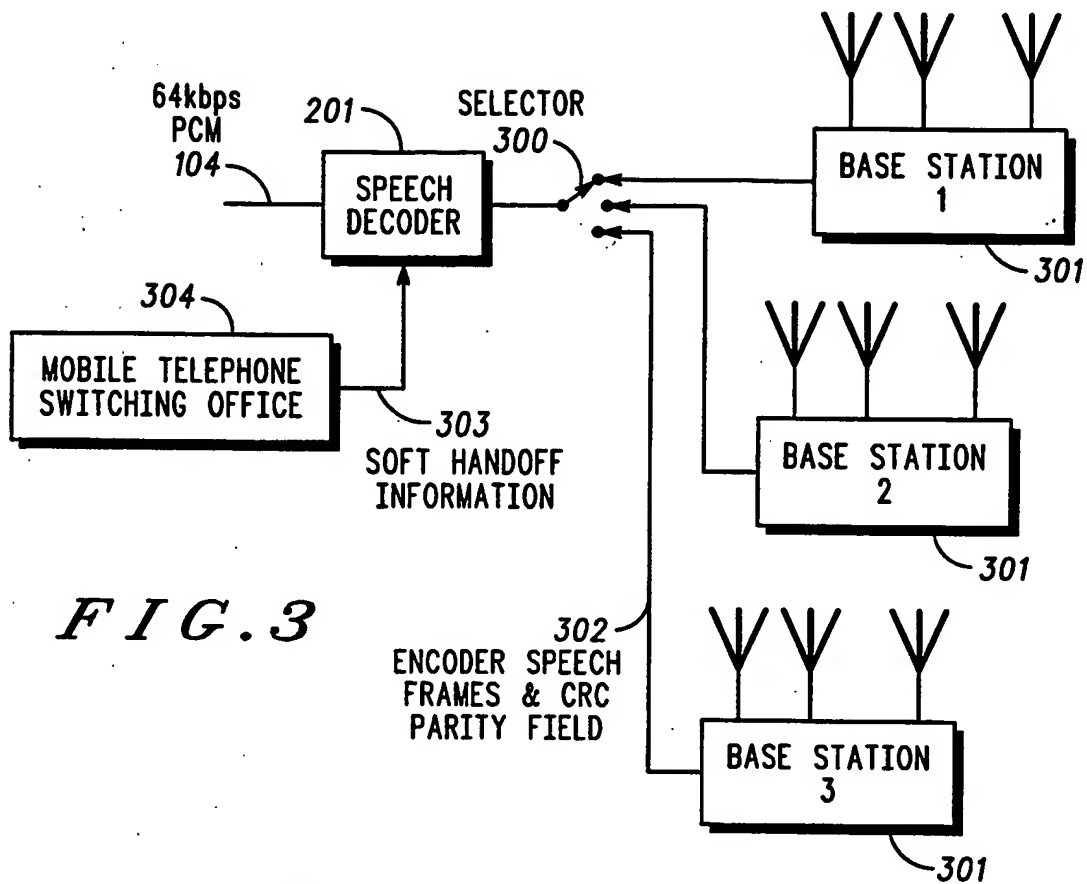 64kbps
PCM
104
201
SPEECH
DECODER
SELECTOR
300
BASE STATION
1
301
304
MOBILE TELEPHONE
SWITCHING OFFICE
303
SOFT HANDOFF
INFORMATION
BASE STATION
2
301
FIG.3
302
ENCODER SPEECH
FRAMES & CRC
PARITY FIELD
BASE STATION
3
301